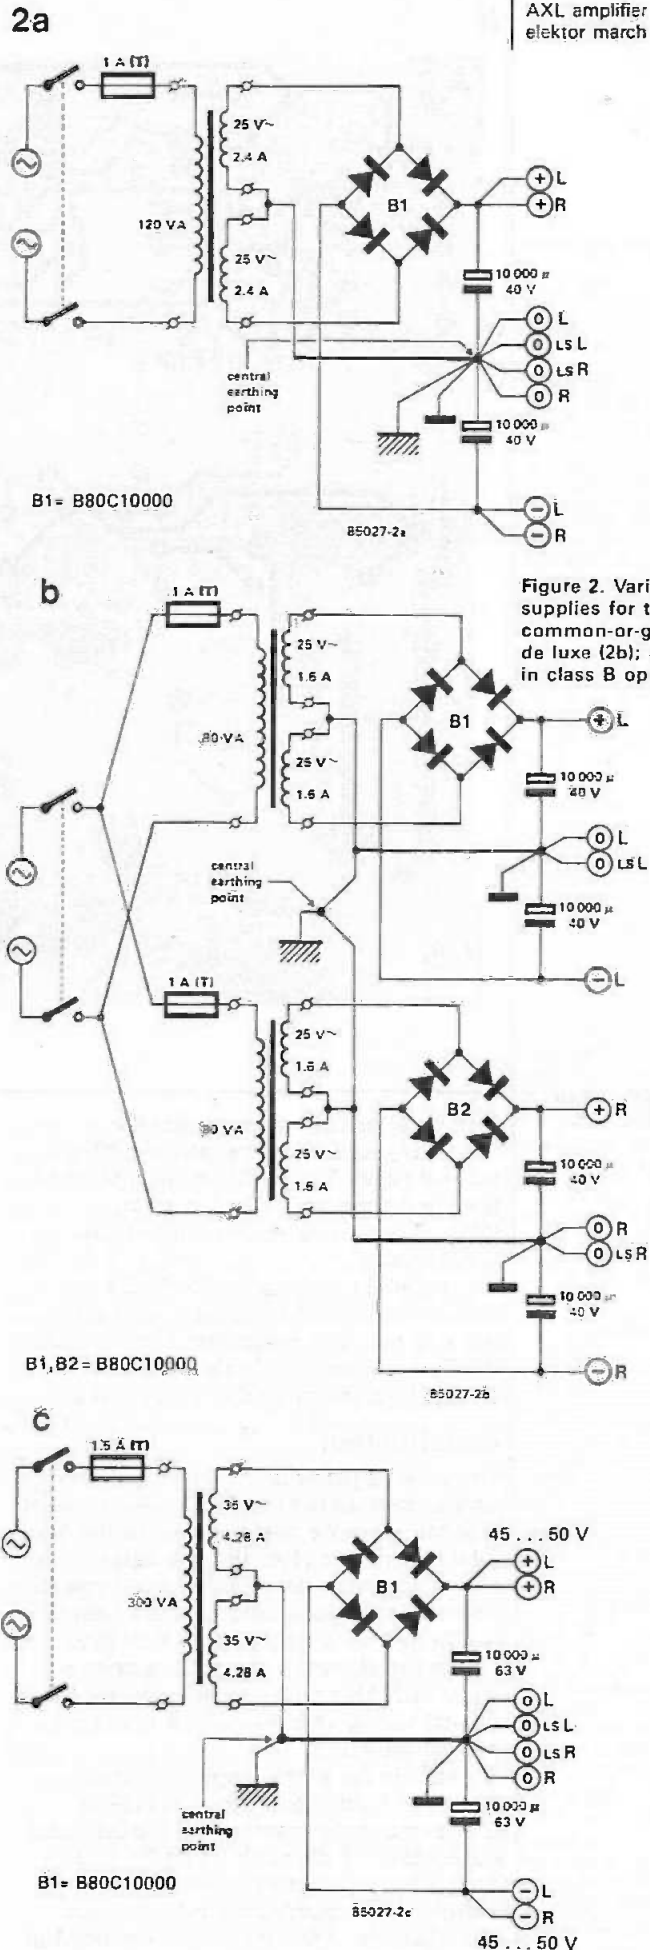 2a
AXL amplifier
elektor march
1 A (T)
25 V~
2.4 A
120 VA
25 V~
2.4 A
B1
+ L
+ R
10 000 µ
40 V
0 L
0 LS L
0 LS R
0 R
central
earthing
point
10 000 µ
40 V
B1= B80C10000
85027-2a
− L
− R
b
Figure 2. Vari
supplies for t
common-or-g
de luxe (2b);
in class B op
1 A (T)
25 V~
1.6 A
80 VA
25 V~
1.6 A
B1
+ L
10 000 µ
40 V
0 L
0 LS L
central
earthing
point
10 000 µ
40 V
− L
1 A (T)
25 V~
1.6 A
80 VA
25 V~
1.6 A
B2
+ R
10 000 µ
40 V
0 R
0 LS R
10 000 µ
40 V
B1,B2= B80C10000
85027-2b
− R
c
1.5 A (T)
35 V~
4.28 A
300 VA
35 V~
4.28 A
B1
45 ... 50 V
+ L
+ R
10 000 µ
63 V
0 L
0 LS L
0 LS R
0 R
central
earthing
point
10 000 µ
63 V
B1= B80C10000
85027-2c
− L
− R
45 ... 50 V